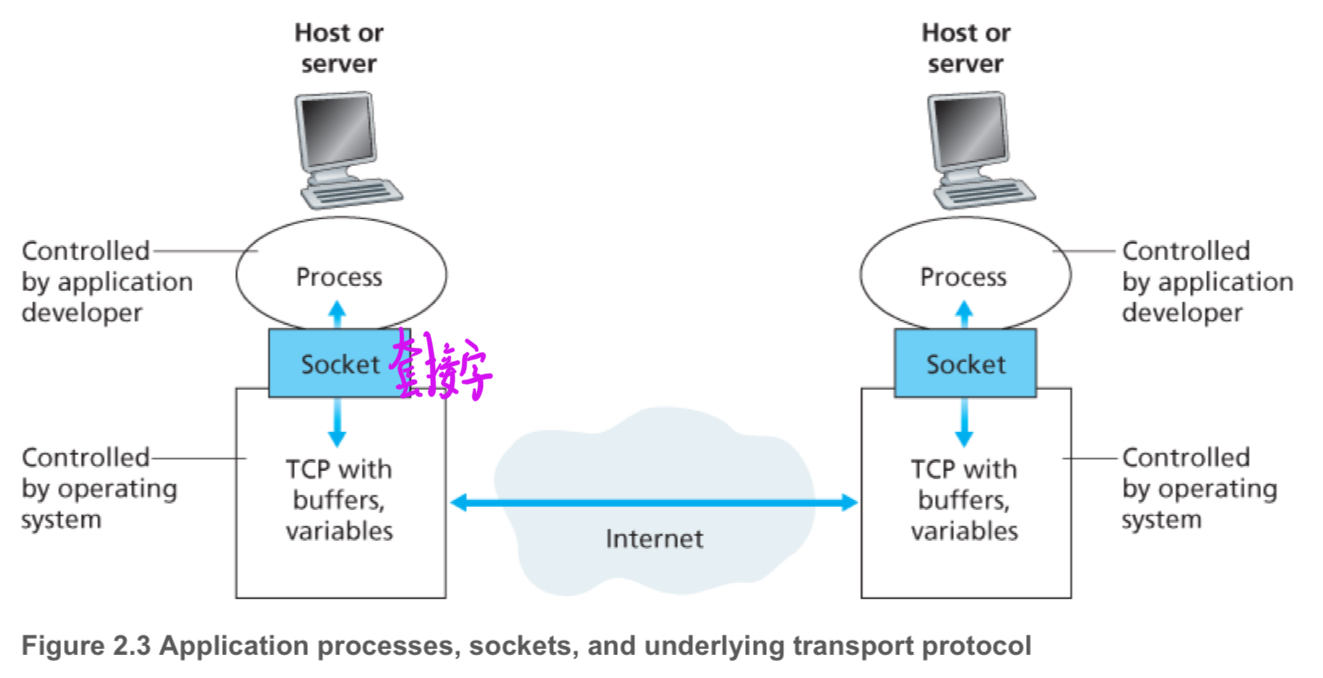 Host or
server
Host or
server
Controlled
by application
developer
Process
Process
Controlled
by application
developer
Socket
套接字
Socket
Controlled
by operating
system
TCP with
buffers,
variables
Internet
TCP with
buffers,
variables
Controlled
by operating
system
Figure 2.3 Application processes, sockets, and underlying transport protocol